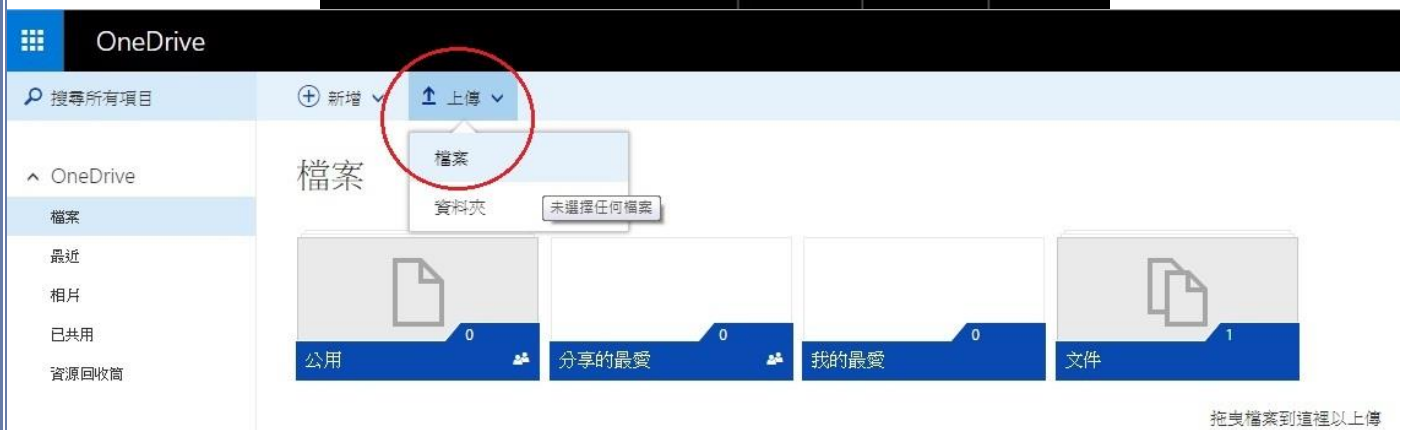 OneDrive
搜尋所有項目
新增
上傳
檔案
資料夾
未選擇任何檔案
OneDrive
檔案
最近
相片
已共用
資源回收筒
檔案
0
公用
0
分享的最愛
0
我的最愛
1
文件
拖曳檔案到這裡以上傳